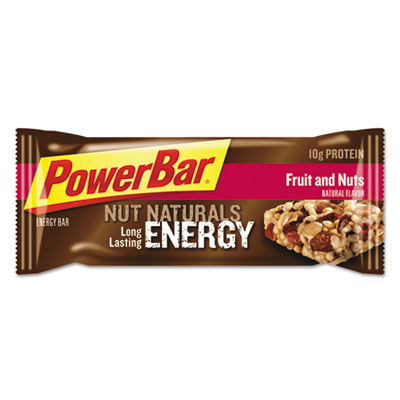 PowerBar
10g PROTEIN
Fruit and Nuts
NATURAL FLAVOR
NUT NATURALS
ENERGY BAR
Long
Lasting
ENERGY